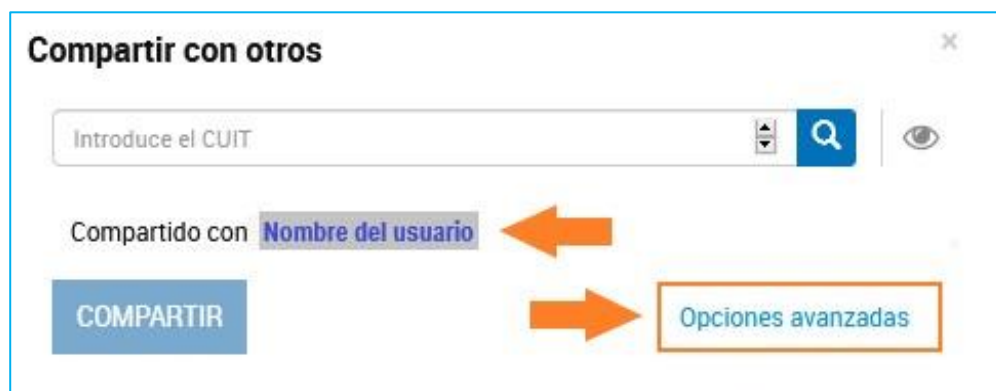 Compartir con otros
Introduce el CUIT
Compartido con Nombre del usuario
COMPARTIR
Opciones avanzadas